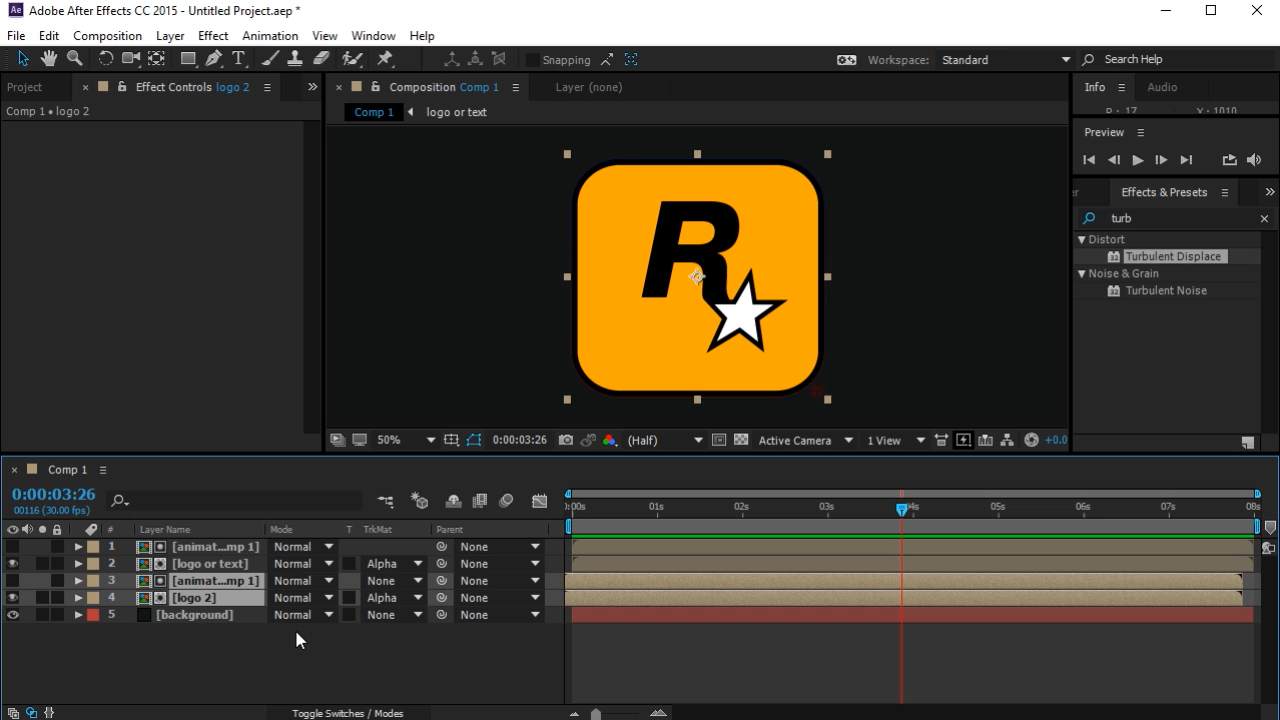 Ae Adobe After Effects CC 2015 - Untitled Project.aep *
File Edit Composition Layer Effect Animation View Window Help
T Snapping Workspace: Standard Search Help
Project × Effect Controls logo 2 × Composition Comp 1 Layer (none) Info Audio
Comp 1 • logo 2
Comp 1 logo or text
Preview
Effects & Presets
turb
Distort
32 Turbulent Displace
Noise & Grain
32 Turbulent Noise
R
50% 0:00:03:26 (Half) Active Camera 1 View +0.0
× Comp 1
0:00:03:26
00116 (30.00 fps)
:00s 01s 02s 03s 04s 05s 06s 07s 08s
# Layer Name Mode T TrkMat Parent
1 [animat...mp 1] Normal None
2 [logo or text] Normal Alpha None
3 [animat...mp 1] Normal None None
4 [logo 2] Normal Alpha None
5 [background] Normal None None
Toggle Switches / Modes